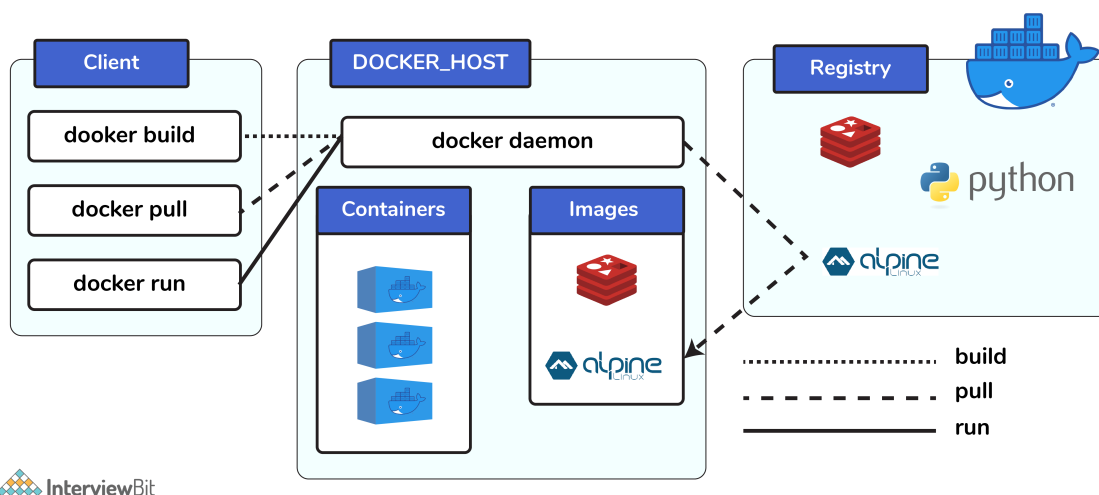 Client
DOCKER_HOST
Registry
dooker build
docker pull
docker run
docker daemon
Containers
Images
python
alpine
Linux
alpine
Linux
build
pull
run
InterviewBit